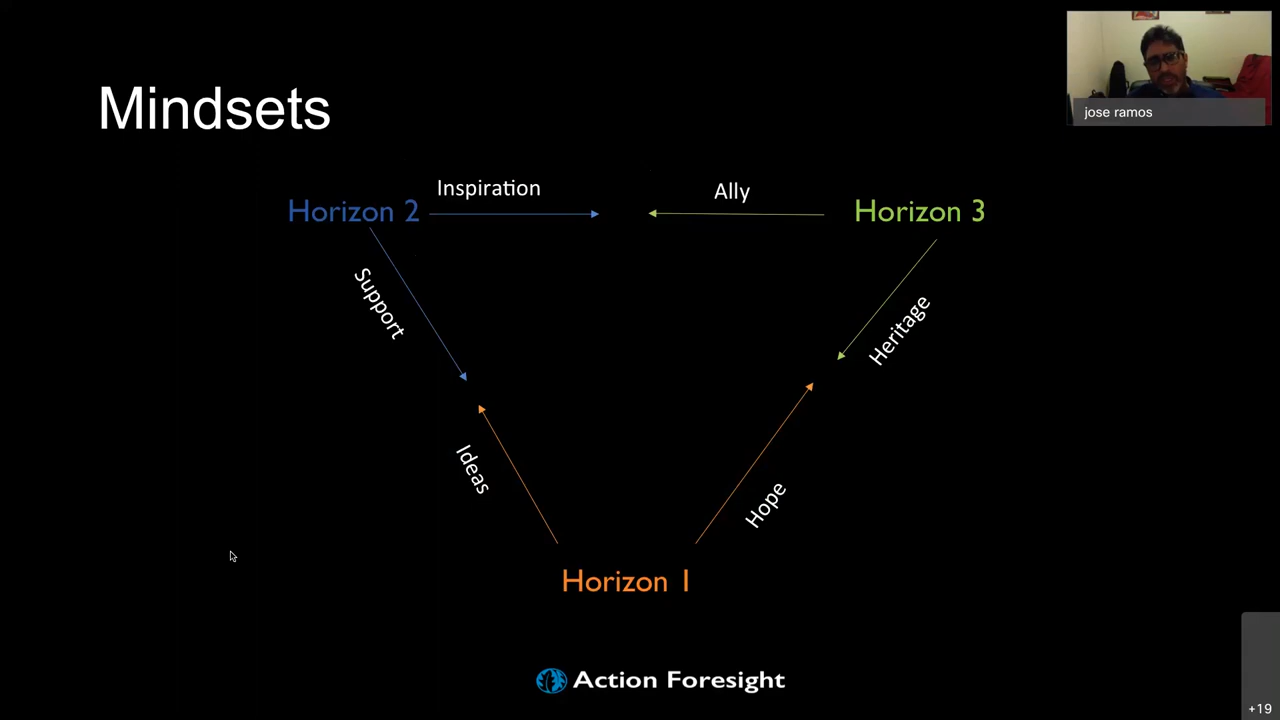 Mindsets
jose ramos
Inspiration
Ally
Horizon 2
Horizon 3
Support
Heritage
Ideas
Hope
Horizon 1
Action Foresight
+19